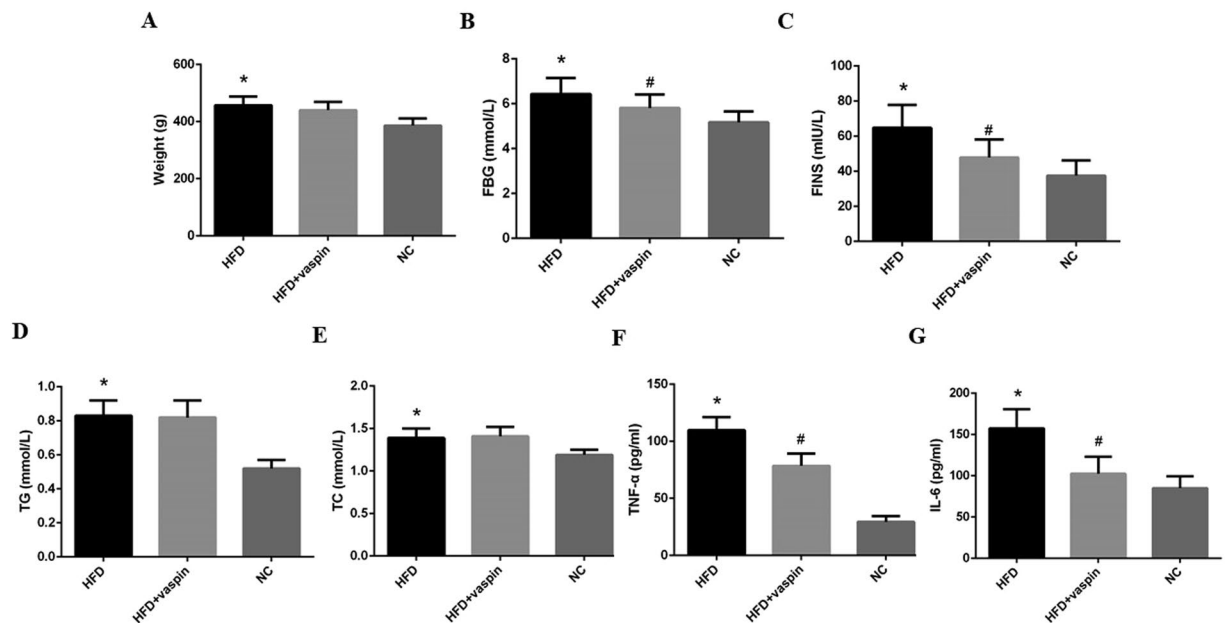 A
Weight (g)
600
400
200
0
*
HFD
HFD+vaspin
NC
B
FBG (mmol/L)
8
6
4
2
0
*
#
HFD
HFD+vaspin
NC
C
FINS (mIU/L)
100
80
60
40
20
0
*
#
HFD
HFD+vaspin
NC
D
TG (mmol/L)
1.0
0.8
0.6
0.4
0.2
0.0
*
HFD
HFD+vaspin
NC
E
TC (mmol/L)
2.0
1.5
1.0
0.5
0.0
*
HFD
HFD+vaspin
NC
F
TNF-α (pg/ml)
150
100
50
0
*
#
HFD
HFD+vaspin
NC
G
IL-6 (pg/ml)
200
150
100
50
0
*
#
HFD
HFD+vaspin
NC